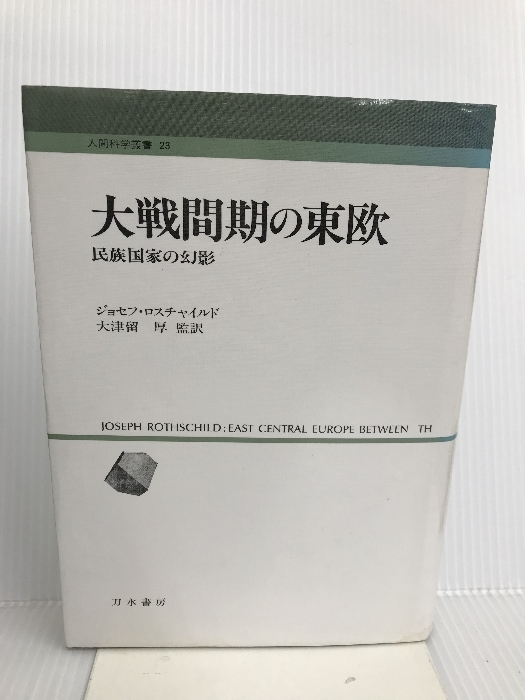 人間科学叢書 23
大戦間期の東欧
民族国家の幻影
ジョセフ・ロスチャイルド
大津留 厚 監訳
JOSEPH ROTHSCHILD: EAST CENTRAL EUROPE BETWEEN TH
刀水書房